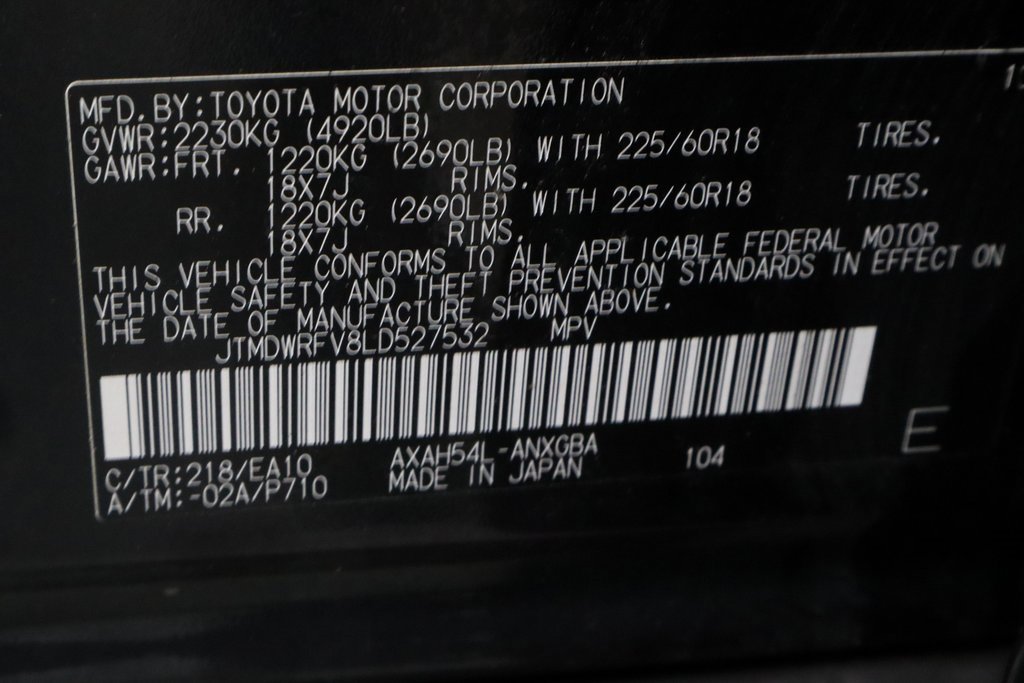 13
MFD.BY:TOYOTA MOTOR CORPORATION
GVWR:2230KG (4920LB)
GAWR:FRT. 1220KG (2690LB) WITH 225/60R18 TIRES.
18X7J RIMS.
RR. 1220KG (2690LB) WITH 225/60R18 TIRES.
18X7J RIMS.
THIS VEHICLE CONFORMS TO ALL APPLICABLE FEDERAL MOTOR
VEHICLE SAFETY AND THEFT PREVENTION STANDARDS IN EFFECT ON
THE DATE OF MANUFACTURE SHOWN ABOVE.
JTMDWRFV8LD527532 MPV
C/TR:218/EA10 AXAH54L-ANXGBA 104 E
A/TM:-02A/P710 MADE IN JAPAN